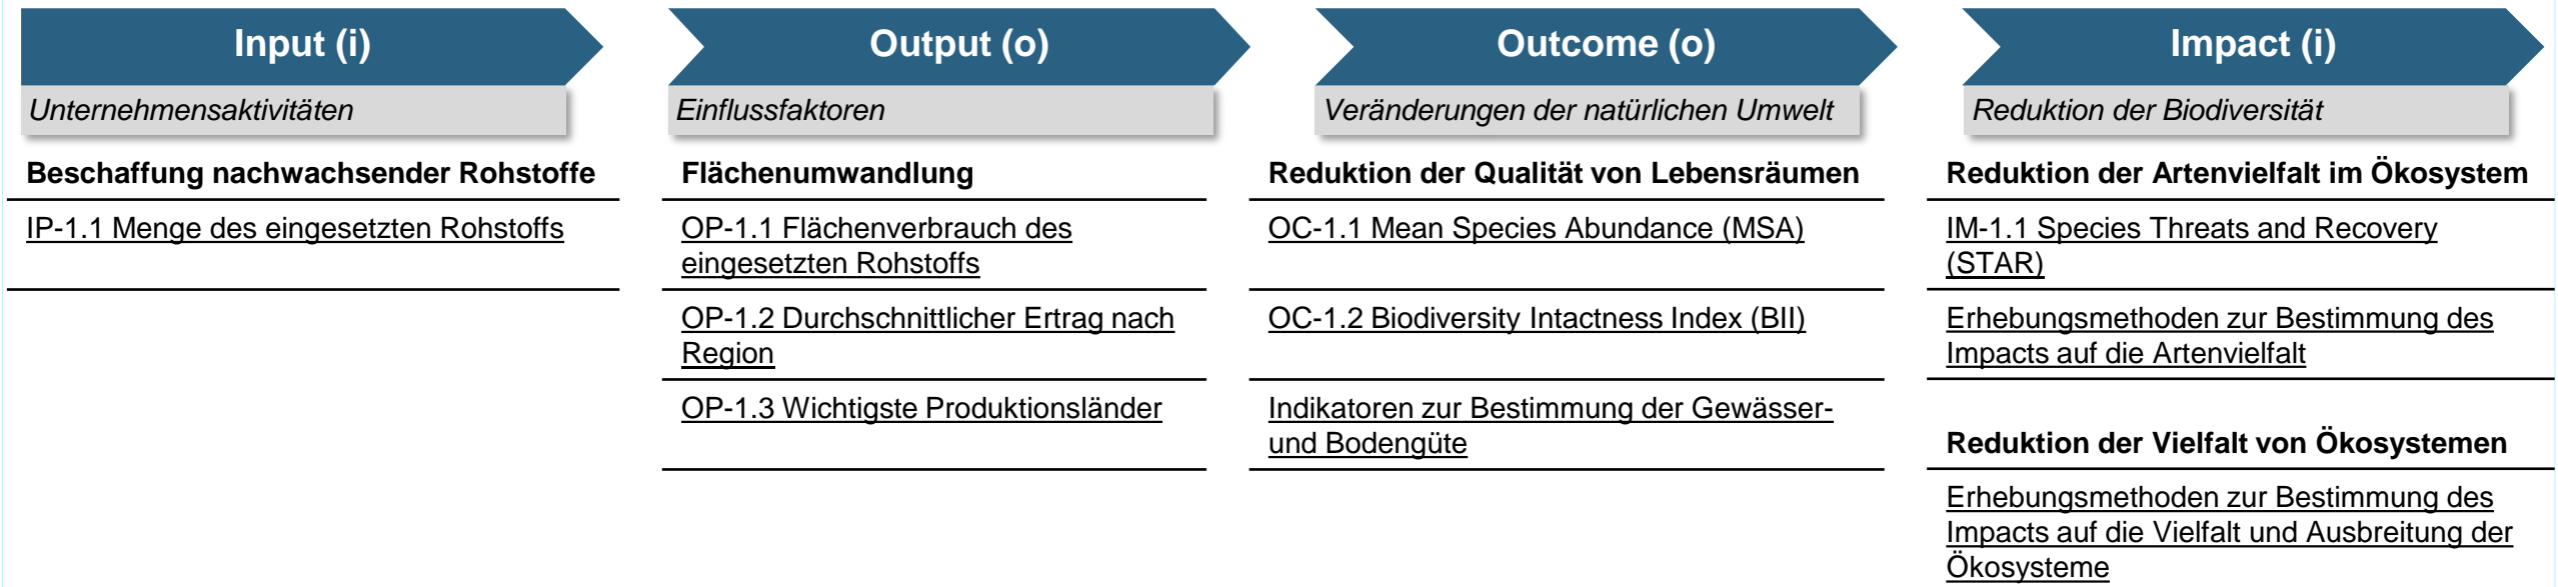 Input (i)
Unternehmensaktivitäten
Beschaffung nachwachsender Rohstoffe
IP-1.1 Menge des eingesetzten Rohstoffs
Output (o)
Einflussfaktoren
Flächenumwandlung
OP-1.1 Flächenverbrauch des
eingesetzten Rohstoffs
OP-1.2 Durchschnittlicher Ertrag nach
Region
OP-1.3 Wichtigste Produktionsländer
Outcome (o)
Veränderungen der natürlichen Umwelt
Reduktion der Qualität von Lebensräumen
OC-1.1 Mean Species Abundance (MSA)
OC-1.2 Biodiversity Intactness Index (BII)
Indikatoren zur Bestimmung der Gewässer-
und Bodengüte
Impact (i)
Reduktion der Biodiversität
Reduktion der Artenvielfalt im Ökosystem
IM-1.1 Species Threats and Recovery
(STAR)
Erhebungsmethoden zur Bestimmung des
Impacts auf die Artenvielfalt
Reduktion der Vielfalt von Ökosystemen
Erhebungsmethoden zur Bestimmung des
Impacts auf die Vielfalt und Ausbreitung der
Ökosysteme